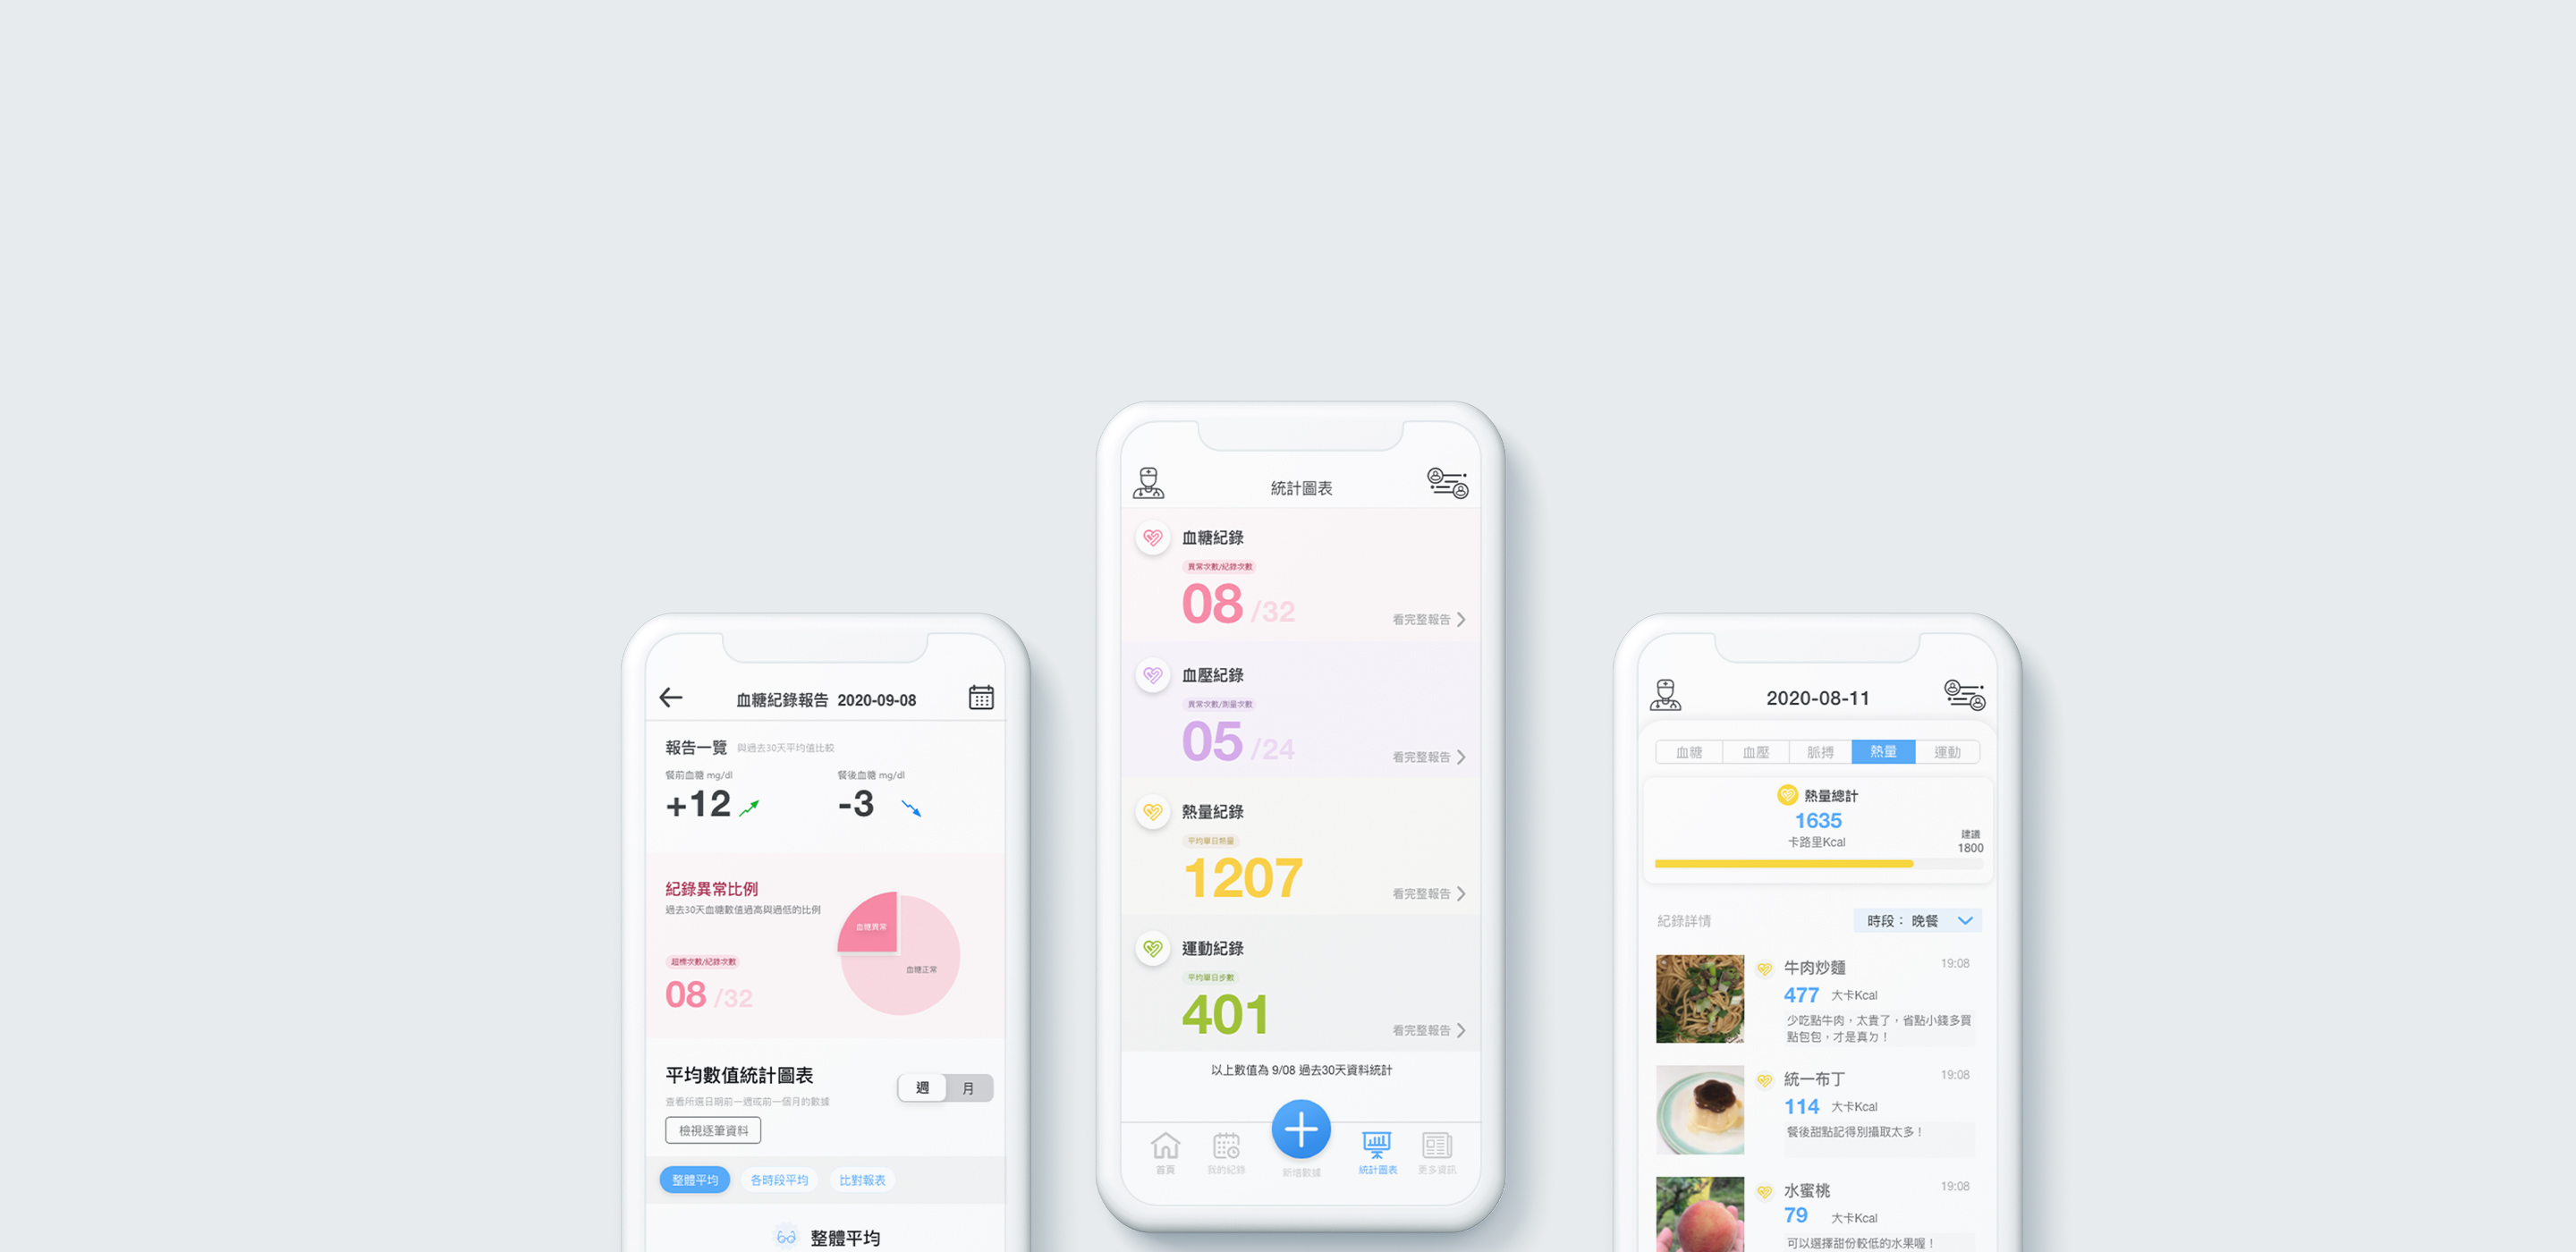 血糖紀錄報告 2020-09-08
報告一覽 與過去30天平均值比較
餐前血糖 mg/dl
+12
餐後血糖 mg/dl
-3
紀錄異常比例
過去30天血糖數值過高與過低的比例
超標次數/紀錄次數
08 /32
血糖異常
血糖正常
平均數值統計圖表
查看所選日期前一週或前一個月的數據
週 月
檢視逐筆資料
整體平均 各時段平均 比對報表
整體平均
統計圖表
血糖紀錄
異常次數/紀錄次數
08 /32
看完整報告
血壓紀錄
異常次數/測量次數
05 /24
看完整報告
熱量紀錄
平均單日熱量
1207
看完整報告
運動紀錄
平均單日步數
401
看完整報告
以上數值為 9/08 過去30天資料統計
首頁 我的紀錄 新增數據 統計圖表 更多資訊
2020-08-11
血糖 血壓 脈搏 熱量 運動
熱量總計
1635
卡路里Kcal
建議
1800
紀錄詳情
時段： 晚餐
牛肉炒麵 19:08
477 大卡Kcal
少吃點牛肉，太貴了，省點小錢多買
點包包，才是真ㄉ！
統一布丁 19:08
114 大卡Kcal
餐後甜點記得別攝取太多！
水蜜桃 19:08
79 大卡Kcal
可以選擇甜份較低的水果喔！